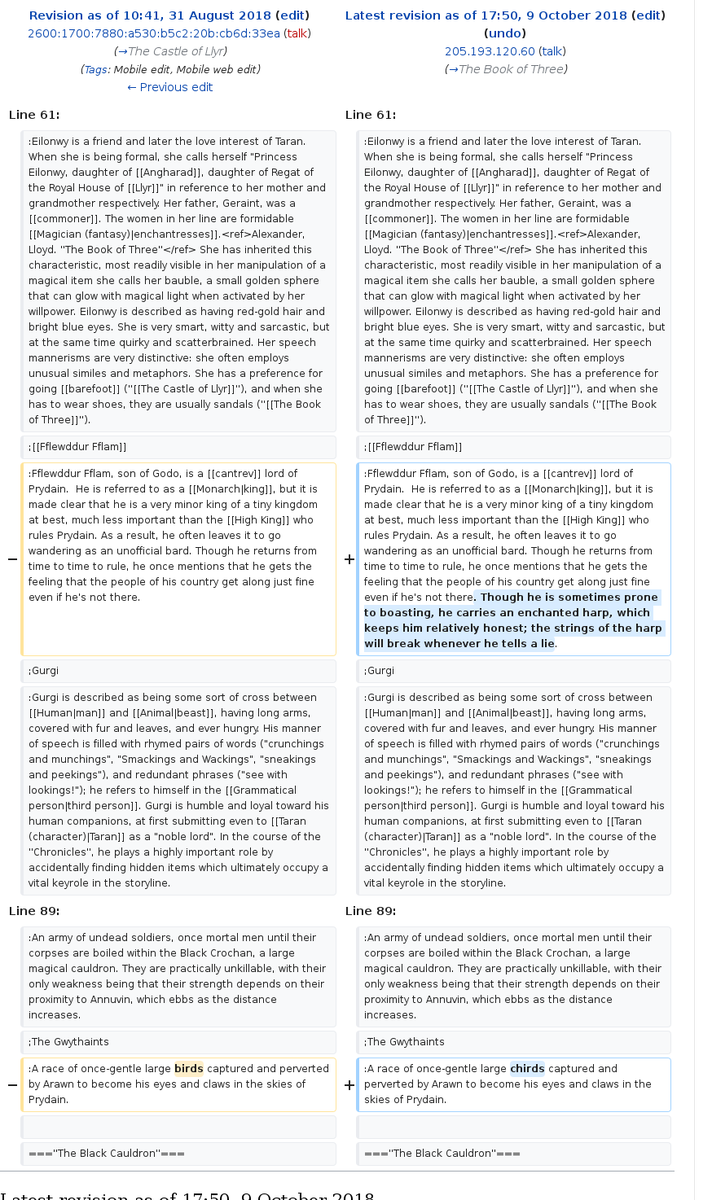 Revision as of 10:41, 31 August 2018 (edit)
2600:1700:7880:a530:b5c2:20b:cb6d:33ea (talk)
(→The Castle of Llyr)
(Tags: Mobile edit, Mobile web edit)
← Previous edit
Latest revision as of 17:50, 9 October 2018 (edit)
(undo)
205.193.120.60 (talk)
(→The Book of Three)
Line 61:
:Eilonwy is a friend and later the love interest of Taran.
When she is being formal, she calls herself "Princess
Eilonwy, daughter of [[Angharad]], daughter of Regat of
the Royal House of [[Llyr]]" in reference to her mother and
grandmother respectively. Her father, Geraint, was a
[[commoner]]. The women in her line are formidable
[[Magician (fantasy)|enchantresses]].<ref>Alexander,
Lloyd. "The Book of Three"</ref> She has inherited this
characteristic, most readily visible in her manipulation of a
magical item she calls her bauble, a small golden sphere
that can glow with magical light when activated by her
willpower. Eilonwy is described as having red-gold hair and
bright blue eyes. She is very smart, witty and sarcastic, but
at the same time quirky and scatterbrained. Her speech
mannerisms are very distinctive: she often employs
unusual similes and metaphors. She has a preference for
going [[barefoot]] ("[[The Castle of Llyr]]"), and when she
has to wear shoes, they are usually sandals ("[[The Book
of Three]]").
;[[Fflewddur Fflam]]
− :Fflewddur Fflam, son of Godo, is a [[cantrev]] lord of
Prydain.  He is referred to as a [[Monarch|king]], but it is
made clear that he is a very minor king of a tiny kingdom
at best, much less important than the [[High King]] who
rules Prydain. As a result, he often leaves it to go
wandering as an unofficial bard. Though he returns from
time to time to rule, he once mentions that he gets the
feeling that the people of his country get along just fine
even if he's not there.
;Gurgi
:Gurgi is described as being some sort of cross between
[[Human|man]] and [[Animal|beast]], having long arms,
covered with fur and leaves, and ever hungry. His manner
of speech is filled with rhymed pairs of words ("crunchings
and munchings", "Smackings and Wackings", "sneakings
and peekings"), and redundant phrases ("see with
lookings!"); he refers to himself in the [[Grammatical
person|third person]]. Gurgi is humble and loyal toward his
human companions, at first submitting even to [[Taran
(character)|Taran]] as a "noble lord". In the course of the
"Chronicles", he plays a highly important role by
accidentally finding hidden items which ultimately occupy a
vital keyrole in the storyline.
Line 61:
:Eilonwy is a friend and later the love interest of Taran.
When she is being formal, she calls herself "Princess
Eilonwy, daughter of [[Angharad]], daughter of Regat of
the Royal House of [[Llyr]]" in reference to her mother and
grandmother respectively. Her father, Geraint, was a
[[commoner]]. The women in her line are formidable
[[Magician (fantasy)|enchantresses]].<ref>Alexander,
Lloyd. "The Book of Three"</ref> She has inherited this
characteristic, most readily visible in her manipulation of a
magical item she calls her bauble, a small golden sphere
that can glow with magical light when activated by her
willpower. Eilonwy is described as having red-gold hair and
bright blue eyes. She is very smart, witty and sarcastic, but
at the same time quirky and scatterbrained. Her speech
mannerisms are very distinctive: she often employs
unusual similes and metaphors. She has a preference for
going [[barefoot]] ("[[The Castle of Llyr]]"), and when she
has to wear shoes, they are usually sandals ("[[The Book
of Three]]").
;[[Fflewddur Fflam]]
+ :Fflewddur Fflam, son of Godo, is a [[cantrev]] lord of
Prydain.  He is referred to as a [[Monarch|king]], but it is
made clear that he is a very minor king of a tiny kingdom
at best, much less important than the [[High King]] who
rules Prydain. As a result, he often leaves it to go
wandering as an unofficial bard. Though he returns from
time to time to rule, he once mentions that he gets the
feeling that the people of his country get along just fine
even if he's not there. Though he is sometimes prone
to boasting, he carries an enchanted harp, which
keeps him relatively honest; the strings of the harp
will break whenever he tells a lie.
;Gurgi
:Gurgi is described as being some sort of cross between
[[Human|man]] and [[Animal|beast]], having long arms,
covered with fur and leaves, and ever hungry. His manner
of speech is filled with rhymed pairs of words ("crunchings
and munchings", "Smackings and Wackings", "sneakings
and peekings"), and redundant phrases ("see with
lookings!"); he refers to himself in the [[Grammatical
person|third person]]. Gurgi is humble and loyal toward his
human companions, at first submitting even to [[Taran
(character)|Taran]] as a "noble lord". In the course of the
"Chronicles", he plays a highly important role by
accidentally finding hidden items which ultimately occupy a
vital keyrole in the storyline.
Line 89:
:An army of undead soldiers, once mortal men until their
corpses are boiled within the Black Crochan, a large
magical cauldron. They are practically unkillable, with their
only weakness being that their strength depends on their
proximity to Annuvin, which ebbs as the distance
increases.
;The Gwythaints
− :A race of once-gentle large birds captured and perverted
by Arawn to become his eyes and claws in the skies of
Prydain.
==="The Black Cauldron"===
Line 89:
:An army of undead soldiers, once mortal men until their
corpses are boiled within the Black Crochan, a large
magical cauldron. They are practically unkillable, with their
only weakness being that their strength depends on their
proximity to Annuvin, which ebbs as the distance
increases.
;The Gwythaints
+ :A race of once-gentle large chirds captured and
perverted by Arawn to become his eyes and claws in the
skies of Prydain.
==="The Black Cauldron"===
Latest revision as of 17:50, 9 October 2018